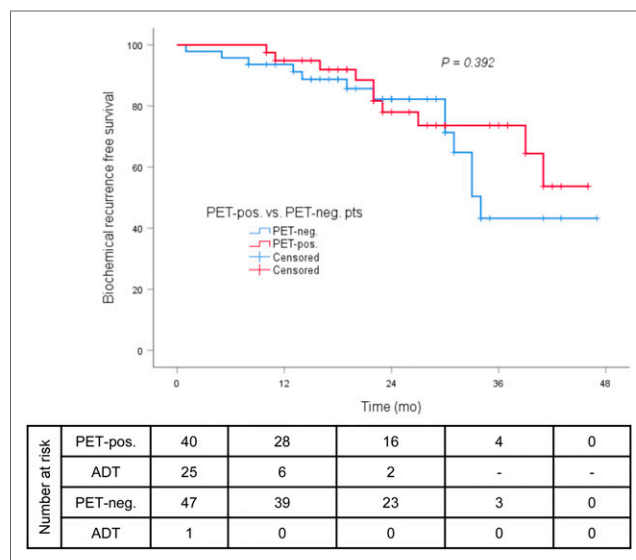 100
80
60
40
20
0
Biochemical recurrence free survival
P = 0.392
PET-pos. vs. PET-neg. pts
PET-neg.
PET-pos.
Censored
Censored
0 12 24 36 48
Time (mo)
Number at risk
PET-pos. 40 28 16 4 0
ADT 25 6 2 - -
PET-neg. 47 39 23 3 0
ADT 1 0 0 0 0